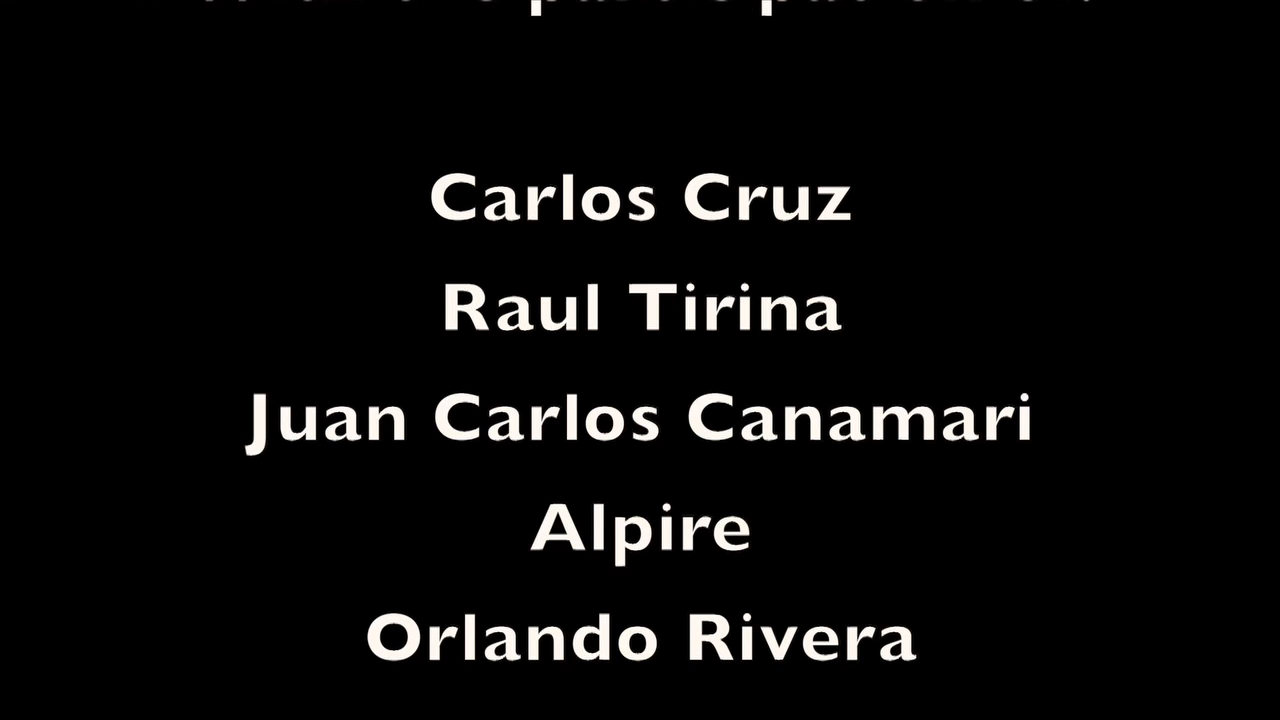 Carlos Cruz
Raul Tirina
Juan Carlos Canamari
Alpire
Orlando Rivera